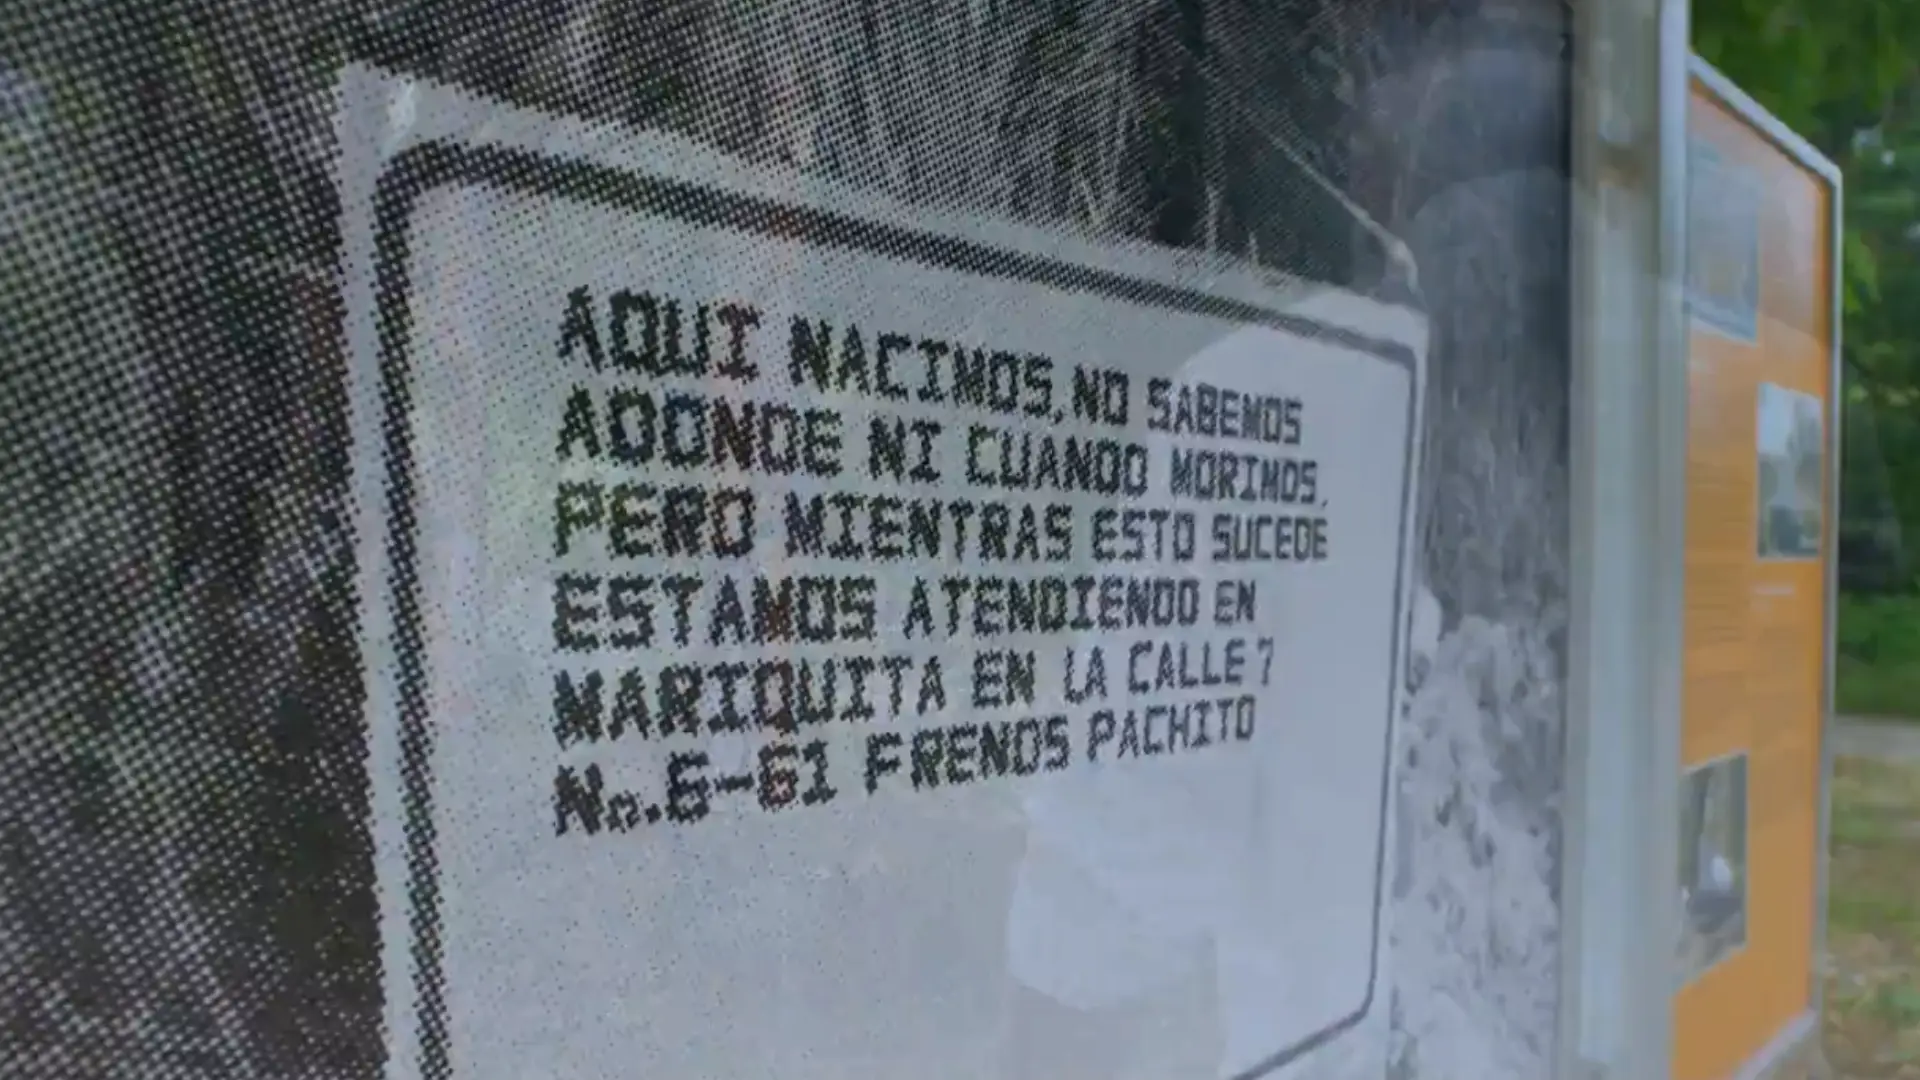 AQUI NACIMOS, NO SABEMOS
ADONDE NI CUANDO MORIMOS.
PERO MIENTRAS ESTO SUCEDE
ESTAMOS ATENDIENDO EN
MARIQUITA EN LA CALLE 7
No. 6-61 FRENOS PACHITO